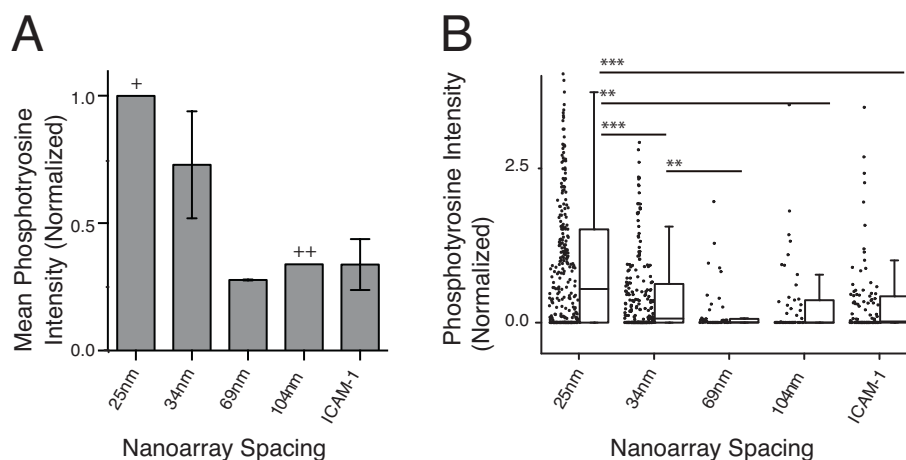 A
Mean Phosphotryosine
Intensity (Normalized)
1.0
0.5
0.0
+
++
25nm
34nm
69nm
104nm
ICAM-1
Nanoarray Spacing
B
Phosphotyrosine Intensity
(Normalized)
2.5
0.0
***
**
***
**
25nm
34nm
69nm
104nm
ICAM-1
Nanoarray Spacing